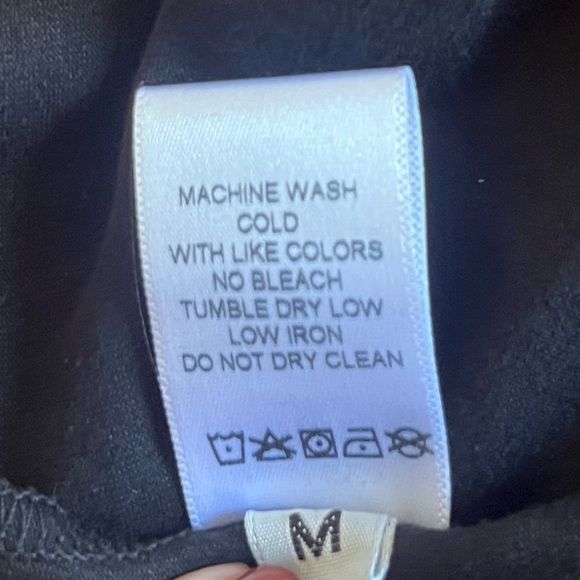 MACHINE WASH
COLD
WITH LIKE COLORS
NO BLEACH
TUMBLE DRY LOW
LOW IRON
DO NOT DRY CLEAN
M